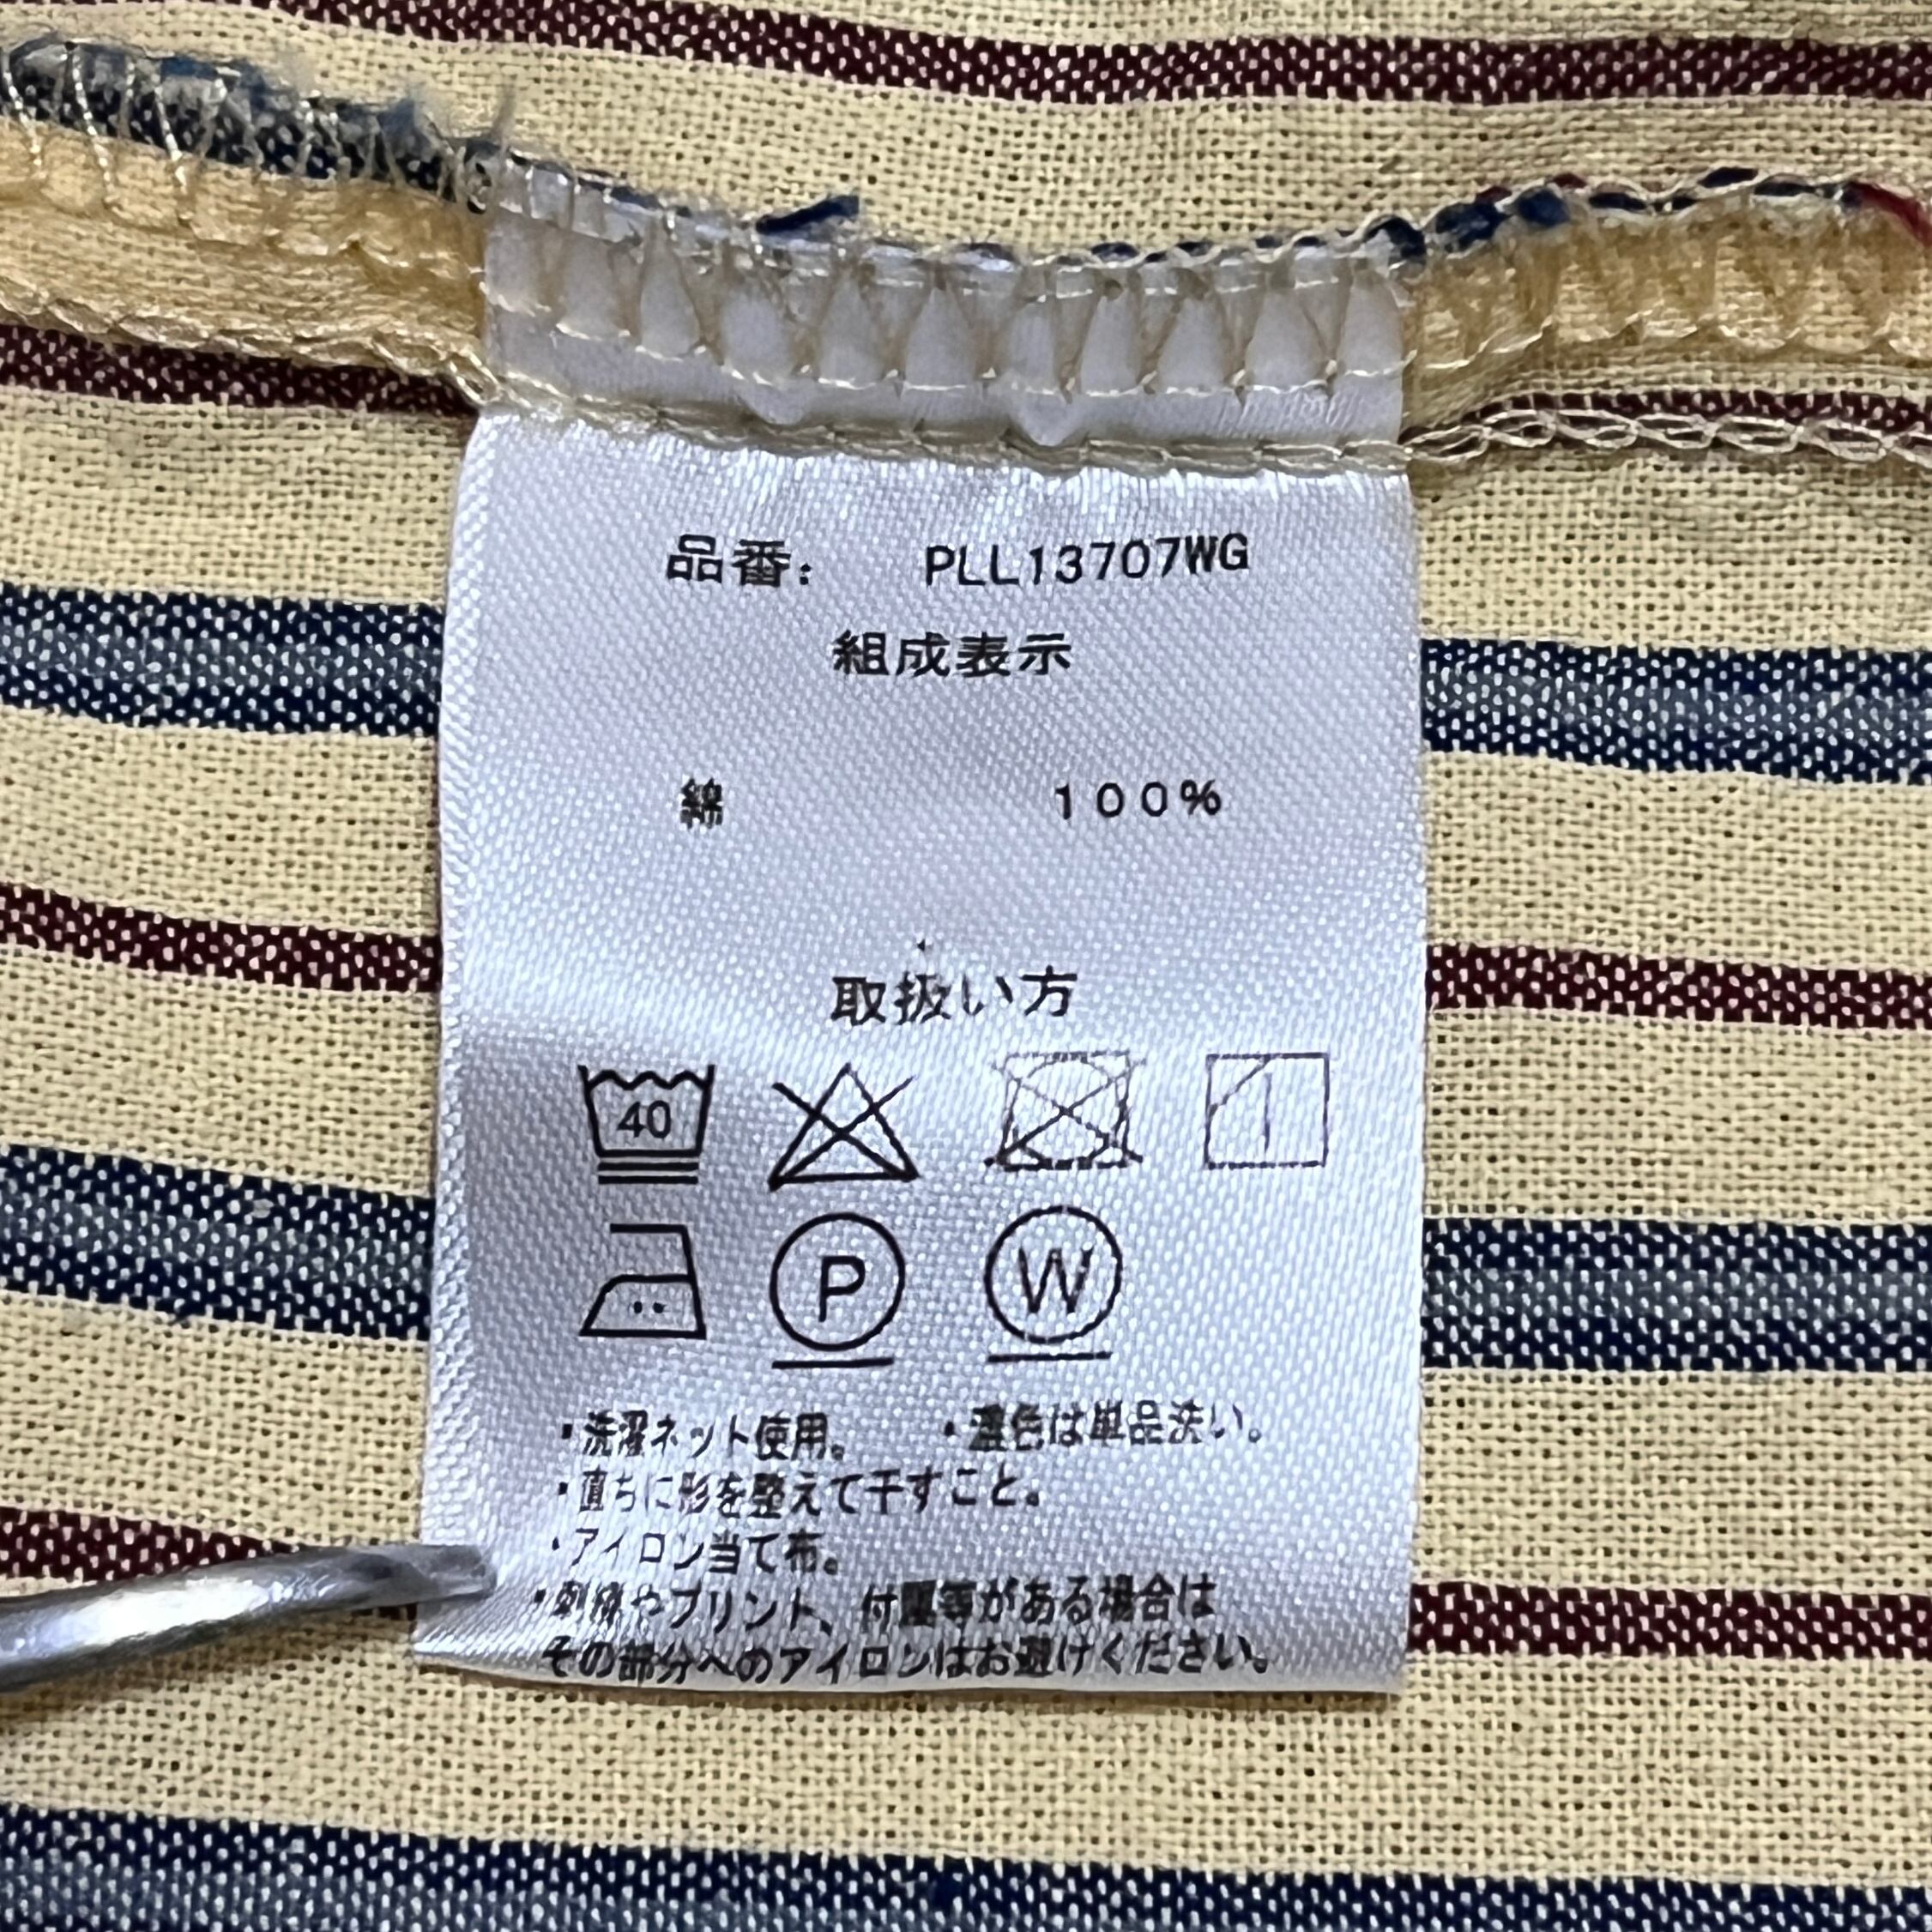 品番: PLL13707WG
組成表示
綿 100%
取扱い方
40
P W
・洗濯ネット使用。 ・濃色は単品洗い。
・直ちに形を整えて干すこと。
・アイロン当て布。
・刺繍やプリント、付属等がある場合は
その部分へのアイロンはお避けください。